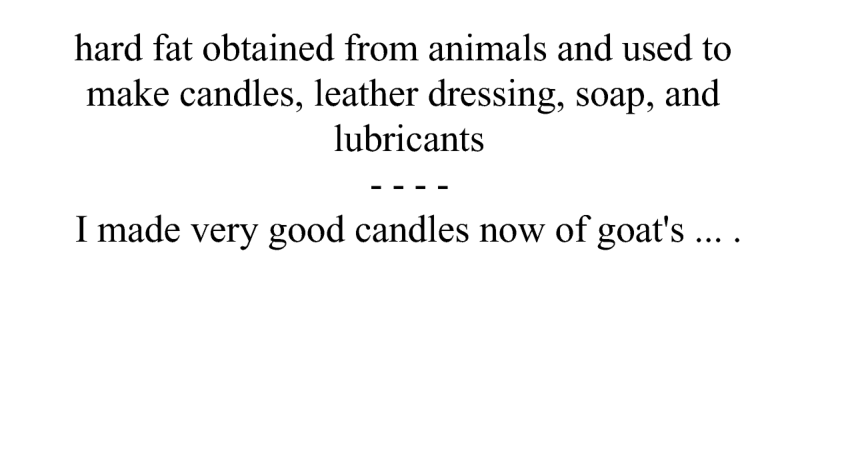 hard fat obtained from animals and used to
make candles, leather dressing, soap, and
lubricants
- - - -
I made very good candles now of goat's ... .